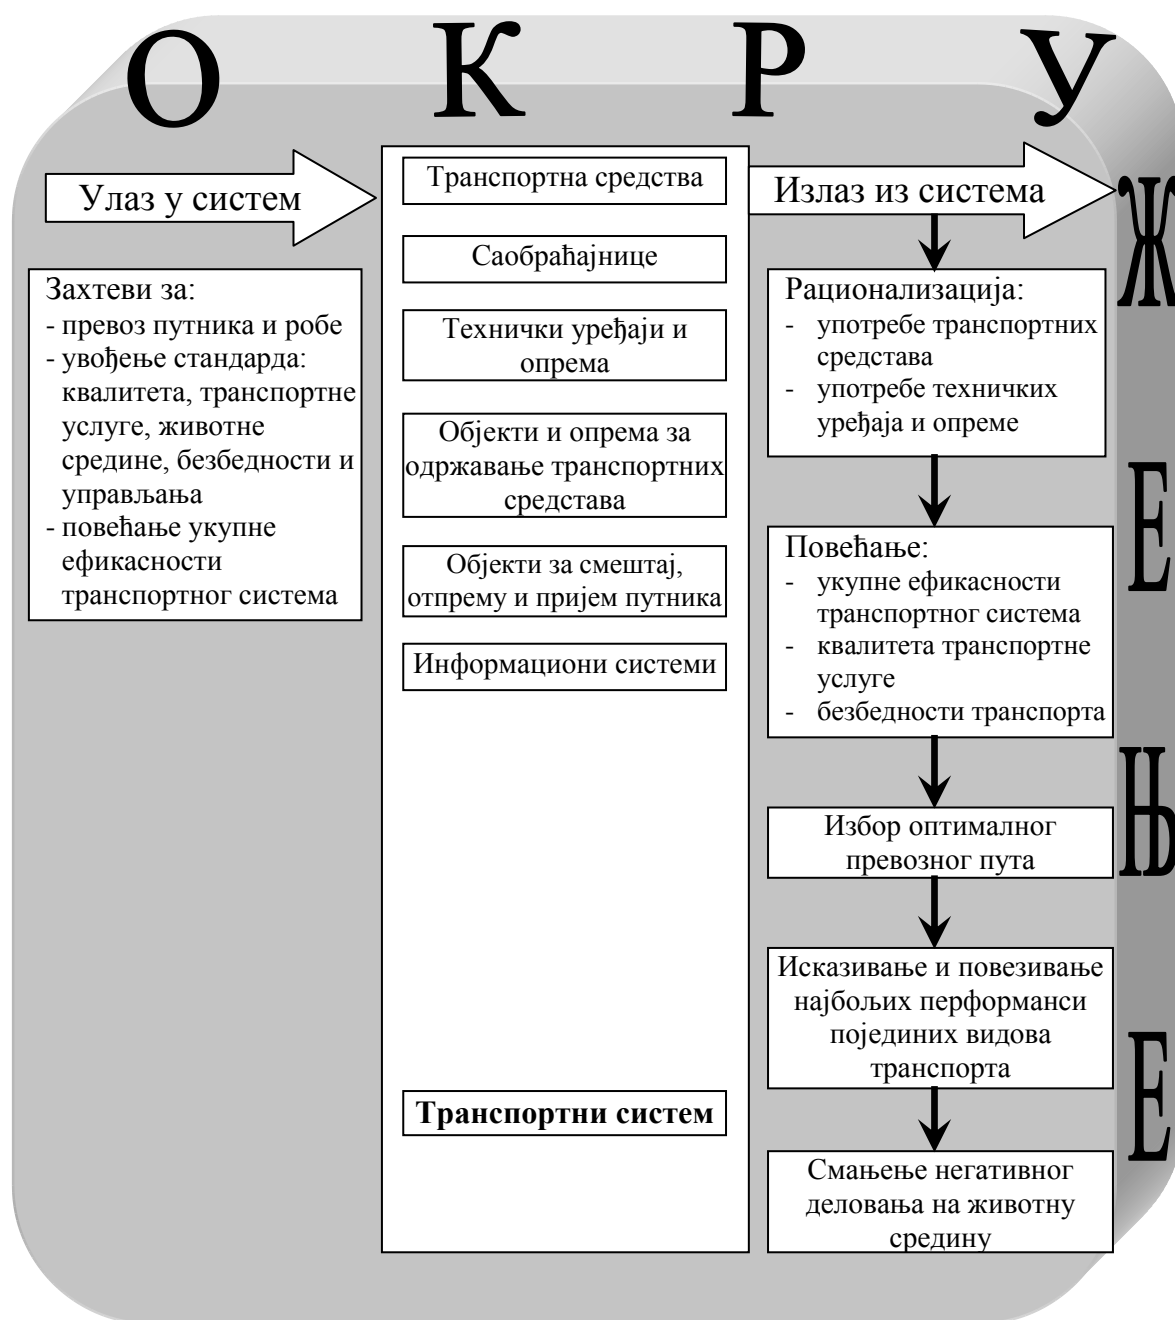 О К Р У
Ж
Е
Њ
Е
Улаз у систем
Захтеви за:
- превоз путника и робе
- увођење стандарда:
квалитета, транспортне
услуге, животне
средине, безбедности и
управљања
- повећање укупне
ефикасности
транспортног система
Транспортна средства
Саобраћајнице
Технички уређаји и
опрема
Објекти и опрема за
одржавање транспортних
средстава
Објекти за смештај,
отпрему и пријем путника
Информациони системи
Транспортни систем
Излаз из система
Рационализација:
- употребе транспортних
средстава
- употребе техничких
уређаја и опреме
Повећање:
- укупне ефикасности
транспортног система
- квалитета транспортне
услуге
- безбедности транспорта
Избор оптималног
превозног пута
Исказивање и повезивање
најбољих перформанси
појединих видова
транспорта
Смањење негативног
деловања на животну
средину